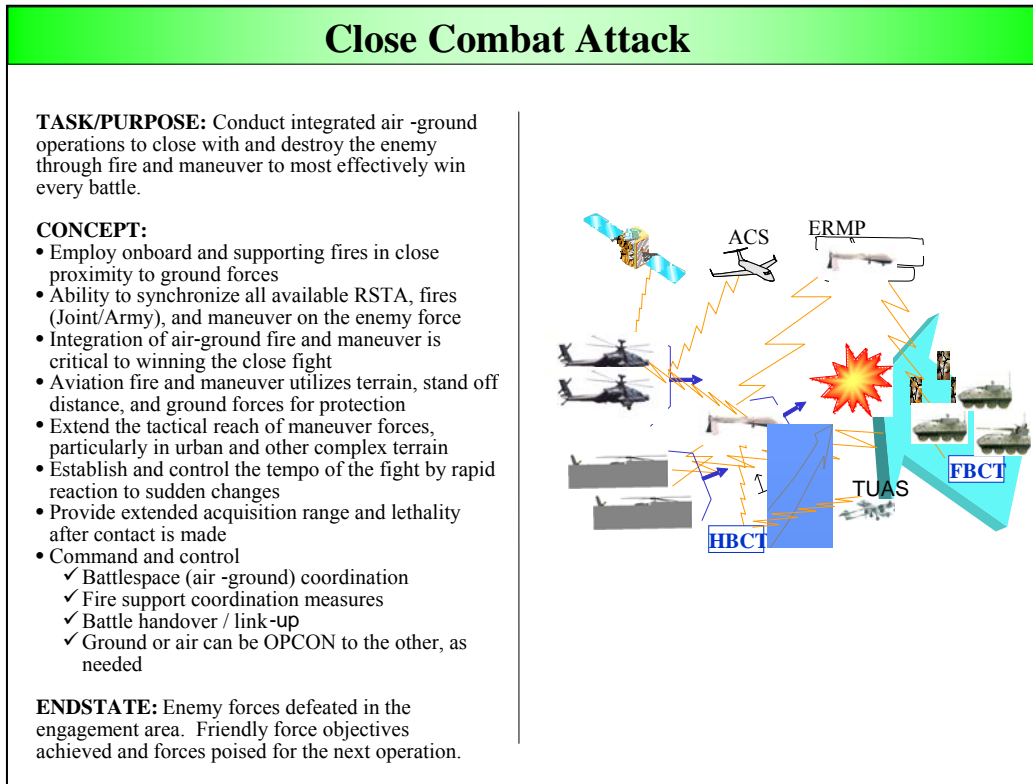 Close Combat Attack
TASK/PURPOSE: Conduct integrated air -ground
operations to close with and destroy the enemy
through fire and maneuver to most effectively win
every battle.
CONCEPT:
• Employ onboard and supporting fires in close
proximity to ground forces
• Ability to synchronize all available RSTA, fires
(Joint/Army), and maneuver on the enemy force
• Integration of air-ground fire and maneuver is
critical to winning the close fight
• Aviation fire and maneuver utilizes terrain, stand off
distance, and ground forces for protection
• Extend the tactical reach of maneuver forces,
particularly in urban and other complex terrain
• Establish and control the tempo of the fight by rapid
reaction to sudden changes
• Provide extended acquisition range and lethality
after contact is made
• Command and control
✓ Battlespace (air -ground) coordination
✓ Fire support coordination measures
✓ Battle handover / link-up
✓ Ground or air can be OPCON to the other, as
needed
ENDSTATE: Enemy forces defeated in the
engagement area.  Friendly force objectives
achieved and forces poised for the next operation.
ACS
ERMP
FBCT
TUAS
HBCT